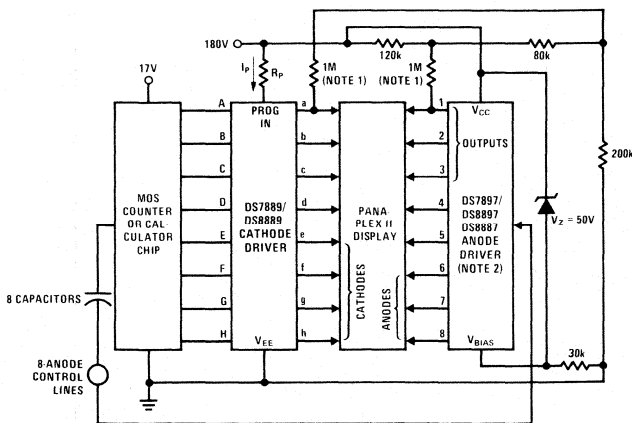 180V
120k
80k
17V
IP
RP
1M
(NOTE 1)
1M
(NOTE 1)
200k
A
B
C
D
E
F
G
H
PROG
IN
a
b
c
d
e
f
g
h
1
2
3
4
5
6
7
8
VCC
OUTPUTS
MOS
COUNTER
OR CAL
CULATOR
CHIP
DS7889/
DS8889
CATHODE
DRIVER
PANA
PLEX II
DISPLAY
DS7897/
DS8897
DS8887
ANODE
DRIVER
(NOTE 2)
VZ = 50V
CATHODES
ANODES
8 CAPACITORS
VEE
VBIAS
30k
8-ANODE
CONTROL
LINES